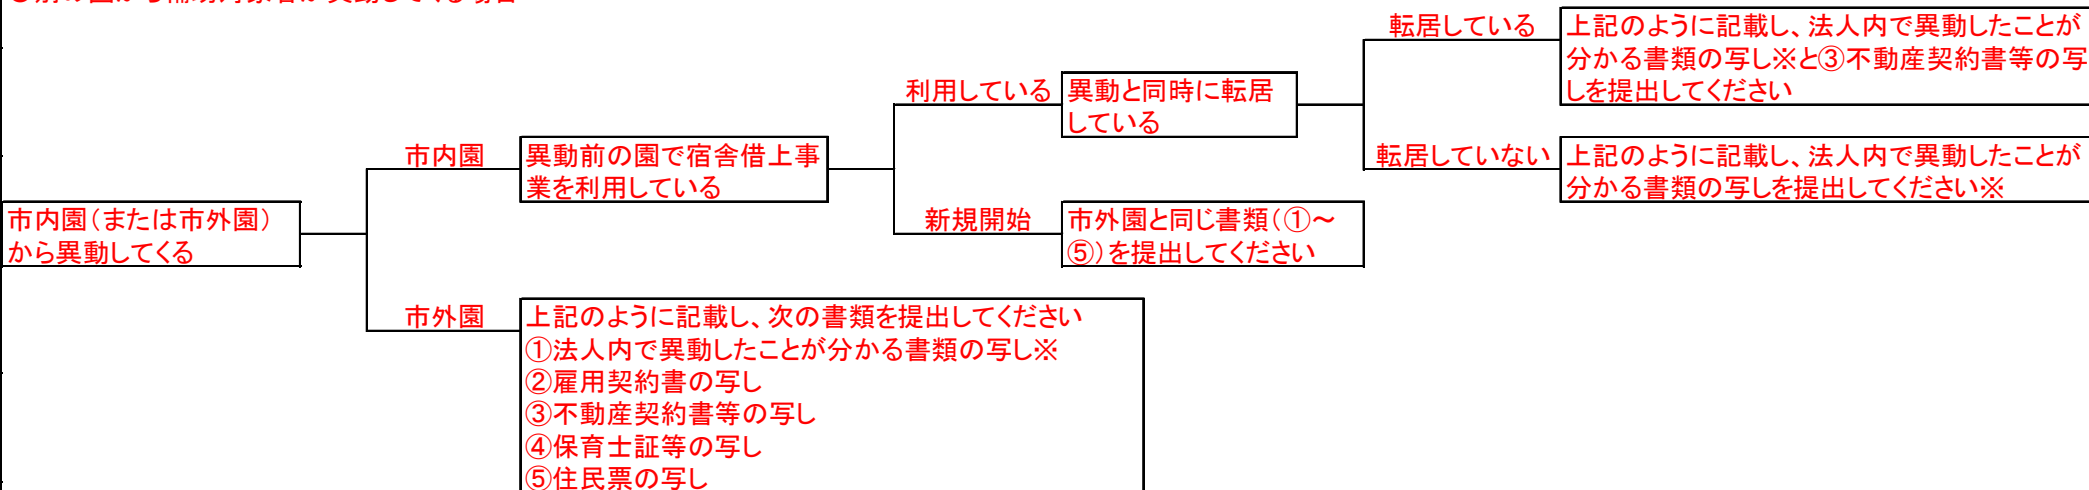 転居している
上記のように記載し、法人内で異動したことが
分かる書類の写し※と③不動産契約書等の写
しを提出してください
利用している
異動と同時に転居
している
市内園
異動前の園で宿舎借上事
業を利用している
転居していない
上記のように記載し、法人内で異動したことが
分かる書類の写しを提出してください※
市内園(または市外園)
から異動してくる
新規開始
市外園と同じ書類(①～
⑤)を提出してください
市外園
上記のように記載し、次の書類を提出してください
①法人内で異動したことが分かる書類の写し※
②雇用契約書の写し
③不動産契約書等の写し
④保育士証等の写し
⑤住民票の写し